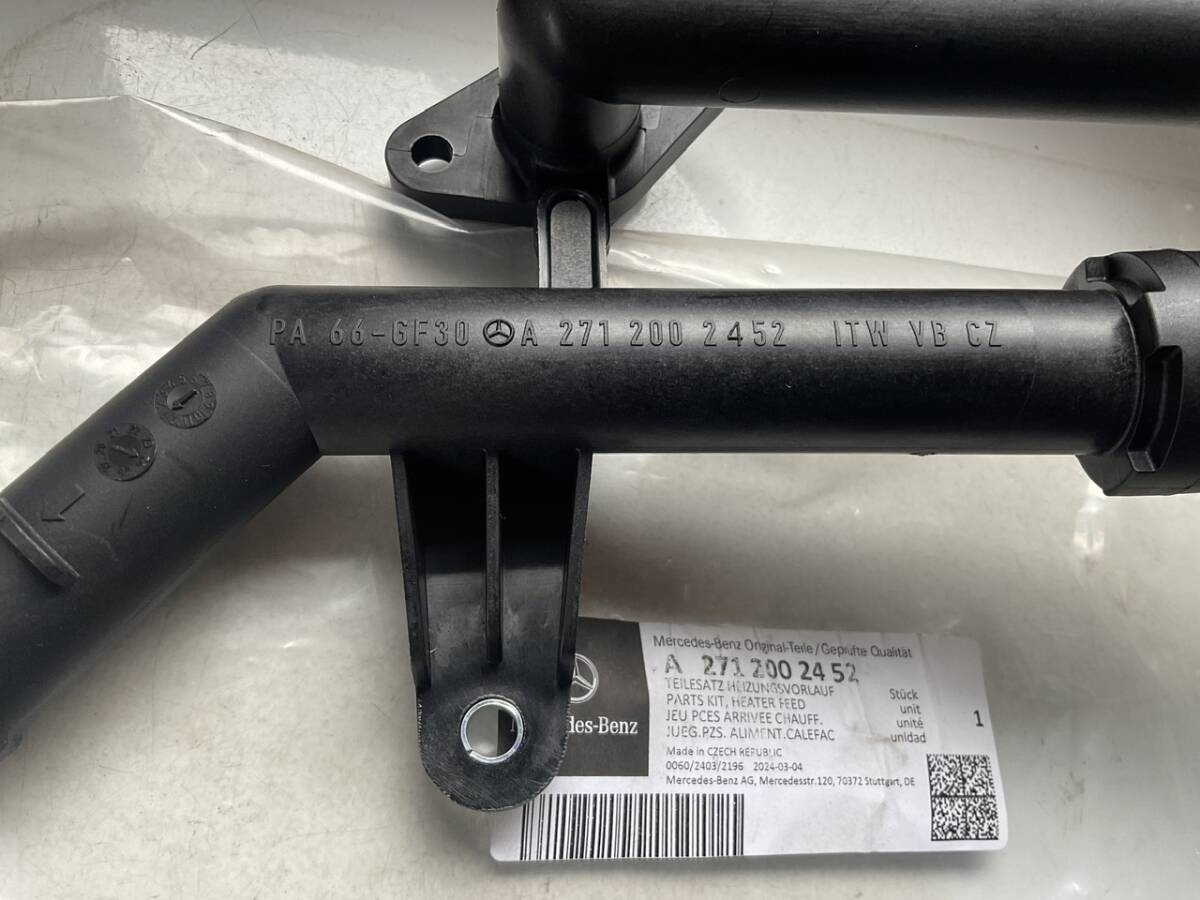 PA 66-GF30 A 271 200 2452 ITW VB CZ
Mercedes-Benz Original-Teile/Geprüfte Qualität
A 271 200 24 52
TEILESATZ HEIZUNGSVORLAUF Stück
PARTS KIT, HEATER FEED unit
JEU PCES ARRIVEE CHAUFF. unité
JUEG.PZS. ALIMENT.CALEFAC unidad
1
des-Benz
Made in CZECH REPUBLIC
0060/2403/2196 2024-03-04
Mercedes-Benz AG, Mercedesstr.120, 70372 Stuttgart, DE